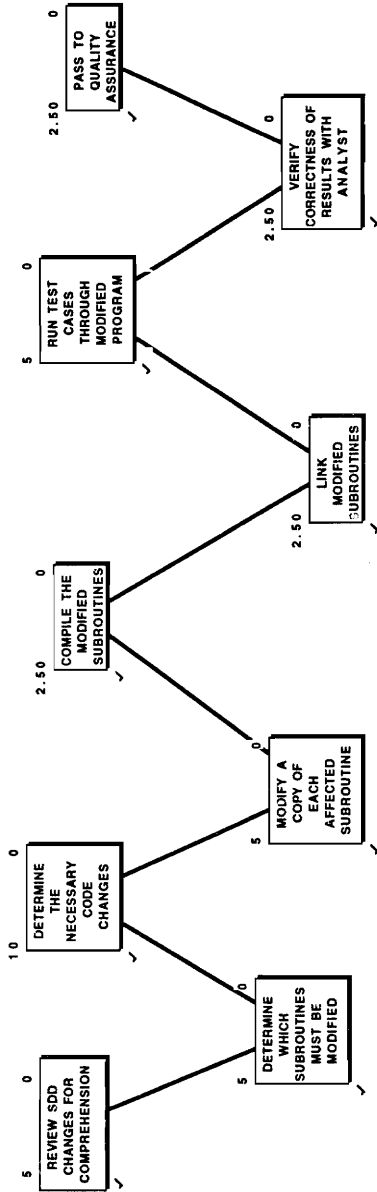 5
0
REVIEW SDD
CHANGES FOR
COMPREHENSION
5
0
DETERMINE
WHICH
SUBROUTINES
MUST BE
MODIFIED
10
0
DETERMINE
THE
NECESSARY
CODE
CHANGES
5
0
MODIFY A
COPY OF
EACH
AFFECTED
SUBROUTINE
2.50
0
COMPILE THE
MODIFIED
SUBROUTINES
2.50
0
LINK
MODIFIED
SUBROUTINES
5
0
RUN TEST
CASES
THROUGH
MODIFIED
PROGRAM
2.50
0
VERIFY
CORRECTNESS OF
RESULTS WITH
ANALYST
2.50
0
PASS TO
QUALITY
ASSURANCE